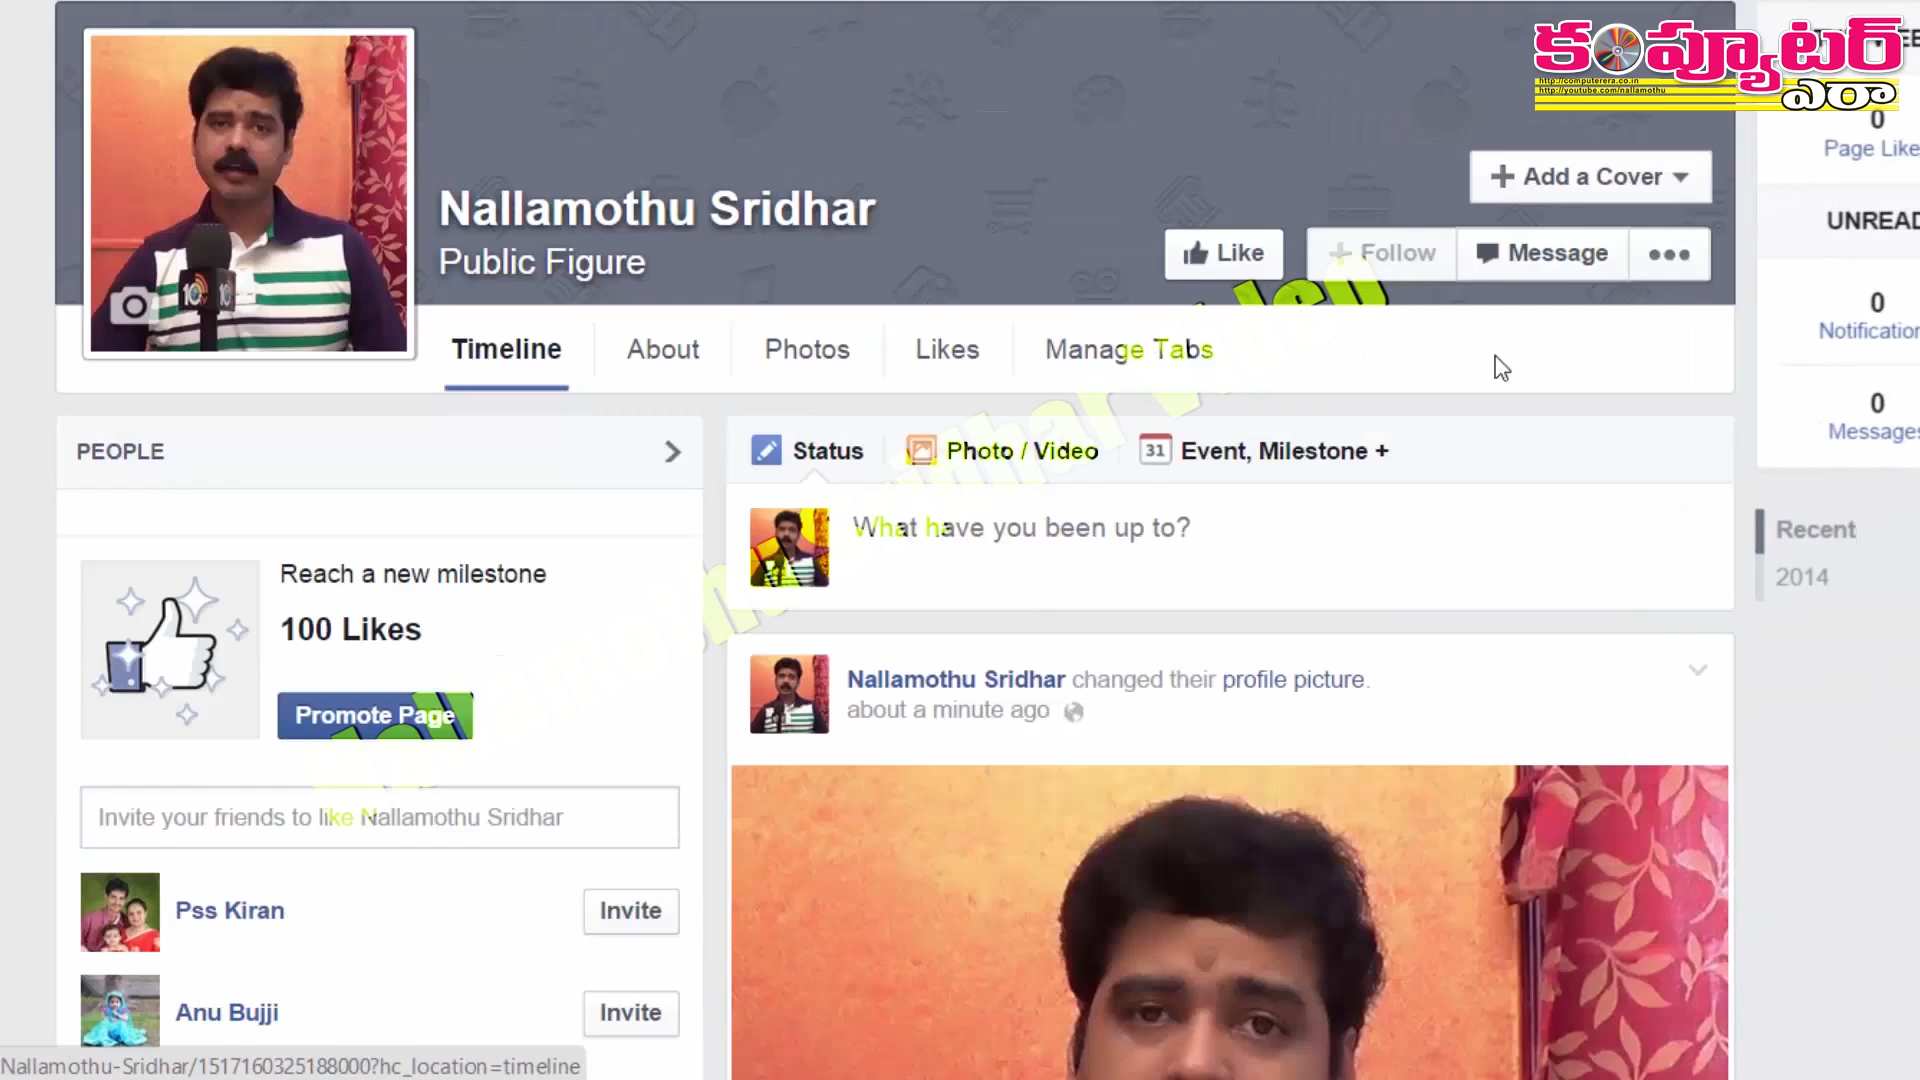 కంప్యూటర్
ఎరా
http://computerera.co.in
http://youtube.com/nallamothu
Nallamothu Sridhar
Public Figure
Add a Cover
Like
Follow
Message
Timeline
About
Photos
Likes
Manage Tabs
0
Page Like
UNREAD
0
Notification
0
Messages
PEOPLE
Reach a new milestone
100 Likes
Promote Page
Invite your friends to like Nallamothu Sridhar
Pss Kiran
Invite
Anu Bujji
Invite
Status
Photo / Video
31
Event, Milestone +
What have you been up to?
Nallamothu Sridhar changed their profile picture.
about a minute ago
Recent
2014
Nallamothu-Sridhar/1517160325188000?hc_location=timeline